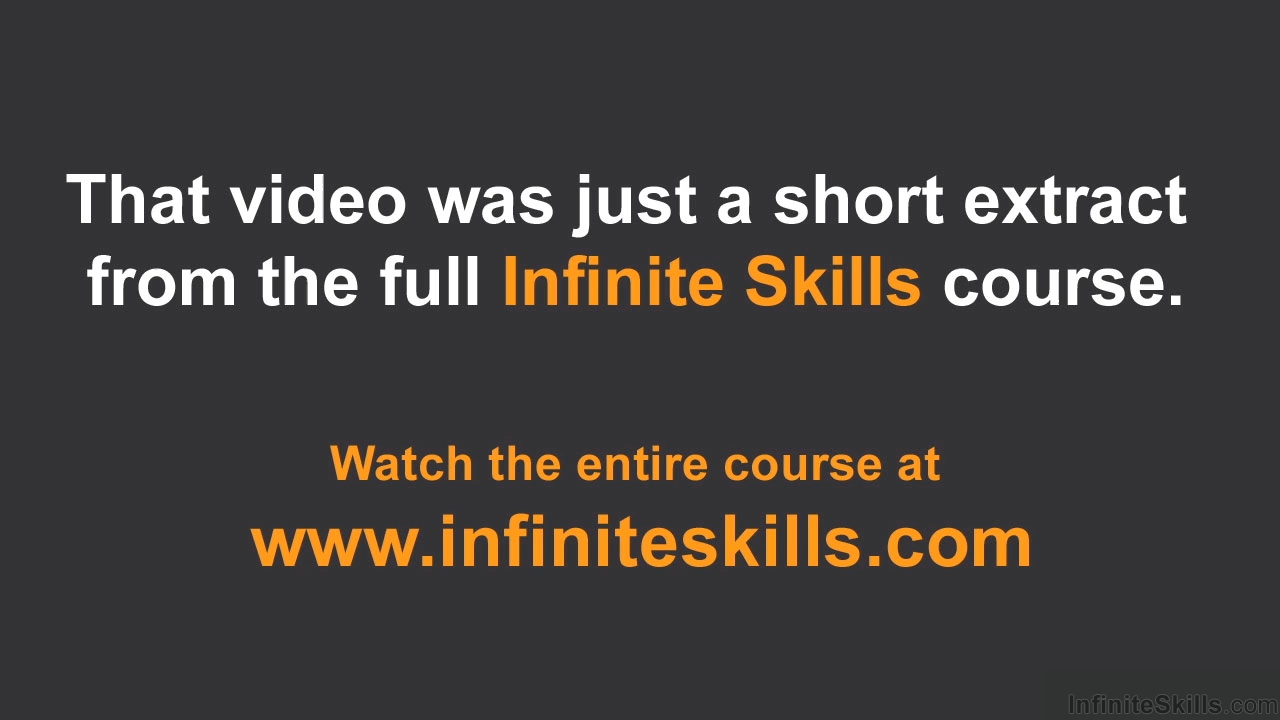 That video was just a short extract
from the full Infinite Skills course.
Watch the entire course at
www.infiniteskills.com
InfiniteSkills.com